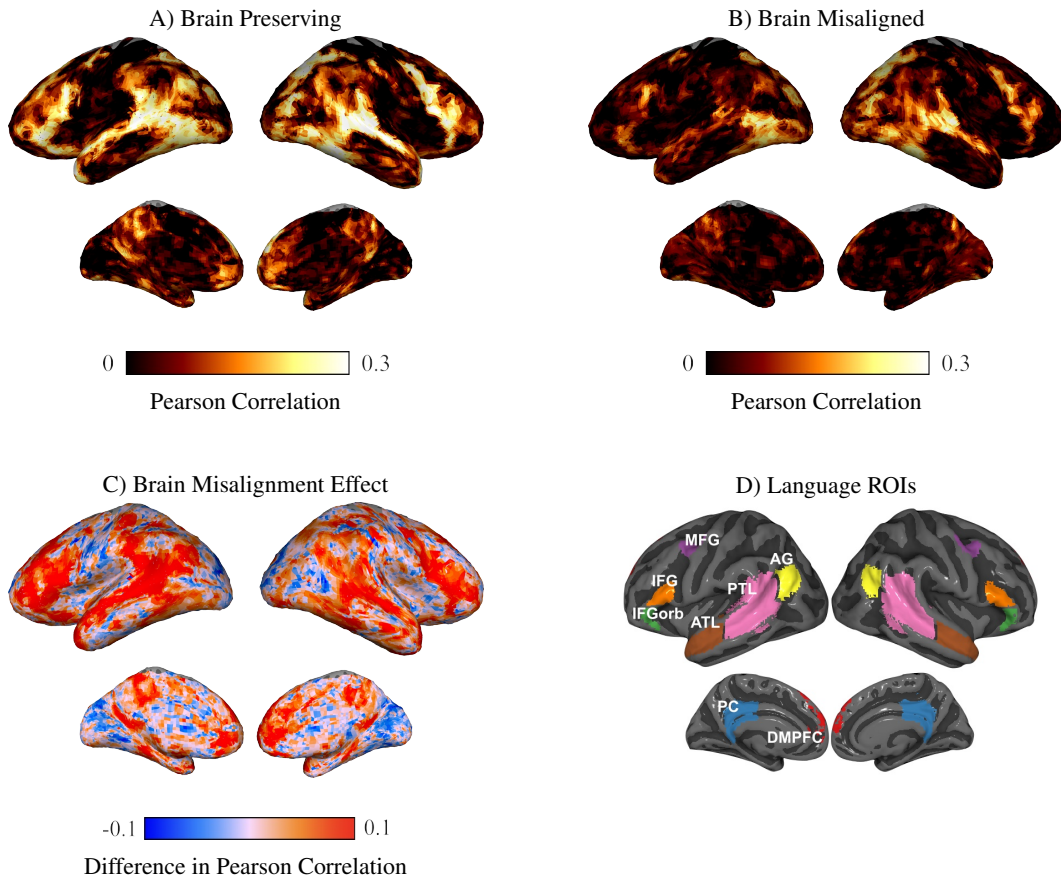 A) Brain Preserving
B) Brain Misaligned
0 0.3
Pearson Correlation
0 0.3
Pearson Correlation
C) Brain Misalignment Effect
D) Language ROIs
MFG
AG
IFG
PTL
IFGorb
ATL
PC
DMPFC
-0.1 0.1
Difference in Pearson Correlation